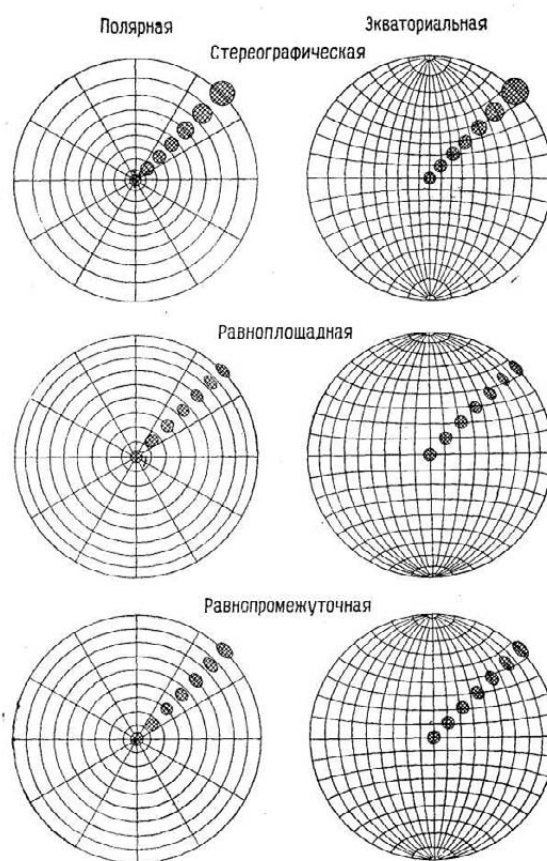 Полярная
Экваториальная
Стереографическая
Равноплощадная
Равнопромежуточная